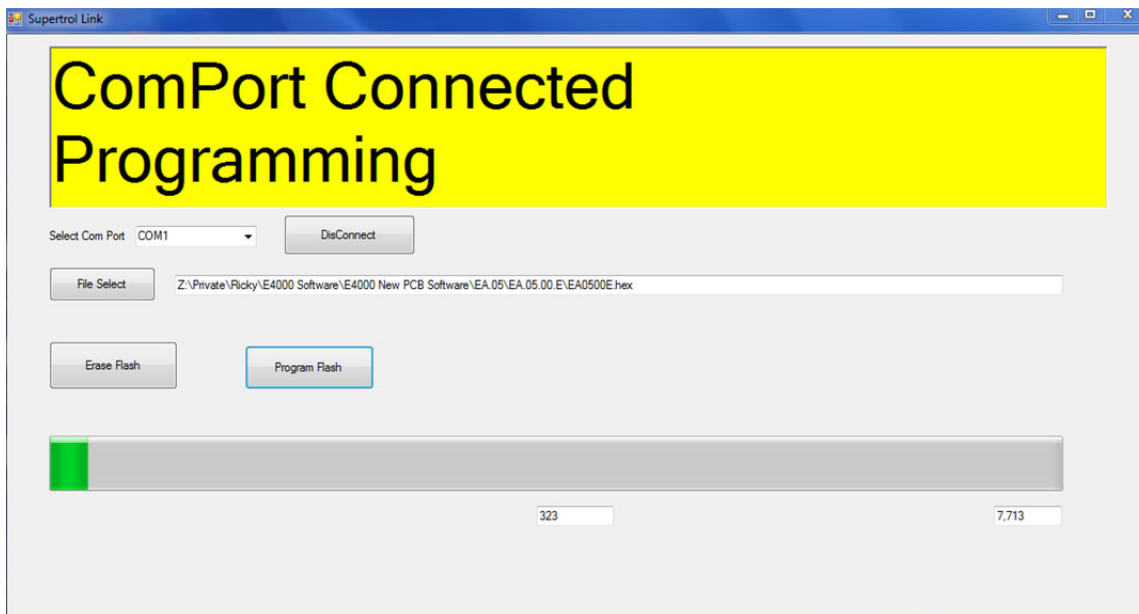 Supertrol Link
ComPort Connected
Programming
Select Com Port COM1 DisConnect
File Select Z:\Private\Ricky\E4000 Software\E4000 New PCB Software\EA.05\EA.05.00.E\EA0500E.hex
Erase Flash Program Flash
323 7,713